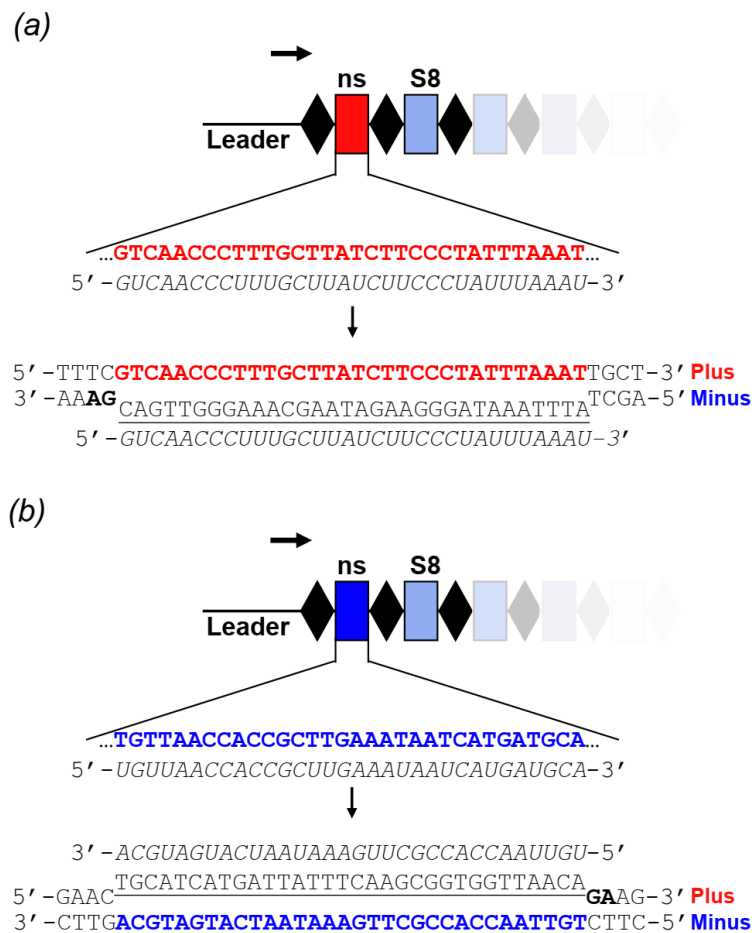 (a)
ns S8
Leader
...GTCAACCCTTTGCTTATCTTCCCTATTTAAAT...
5'-GUCAACCCUUUGCUUAUCUUCCCUAUUUAAAU-3'
5'-TTTCGTCAACCCTTTGCTTATCTTCCCTATTTAAATTGCT-3' Plus
3'-AAAGCAGTTGGGAAACGAATAGAAGGGATAAATTTATCGA-5' Minus
5'-GUCAACCCUUUGCUUAUCUUCCCUAUUUAAAU-3'
(b)
ns S8
Leader
...TGTTAACCACCGCTTGAAATAATCATGATGCA...
5'-UGUUAACCACCGCUUGAAAUAAUCAUGAUGCA-3'
3'-ACGUAGUACUAAUAAAGUUCGCCACCAAUUGU-5'
5'-GAACTGCATCATGATTATTTCAAGCGGTGGTTAACAGAAG-3' Plus
3'-CTTGACGTAGTACTAATAAAGTTCGCCACCAATTGTCTTC-5' Minus